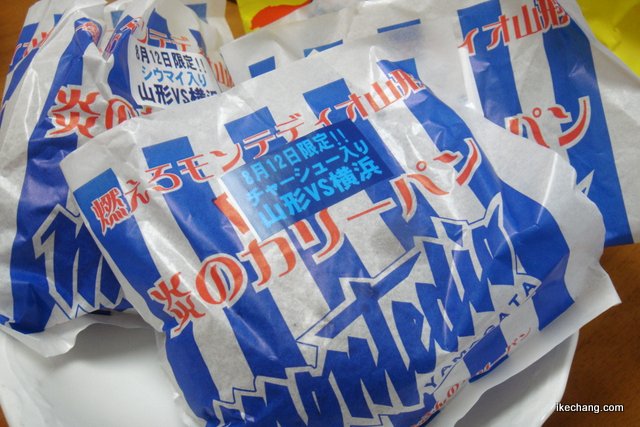 8月12日限定!!
シウマイ入り
山形VS横浜
炎の
ィオ山形
パン
燃えろモンテディオ山形
8月12日限定!!
チャーシュー入り
山形VS横浜
炎のカリーパン
Montedio
YAMAGATA
ikechang.com